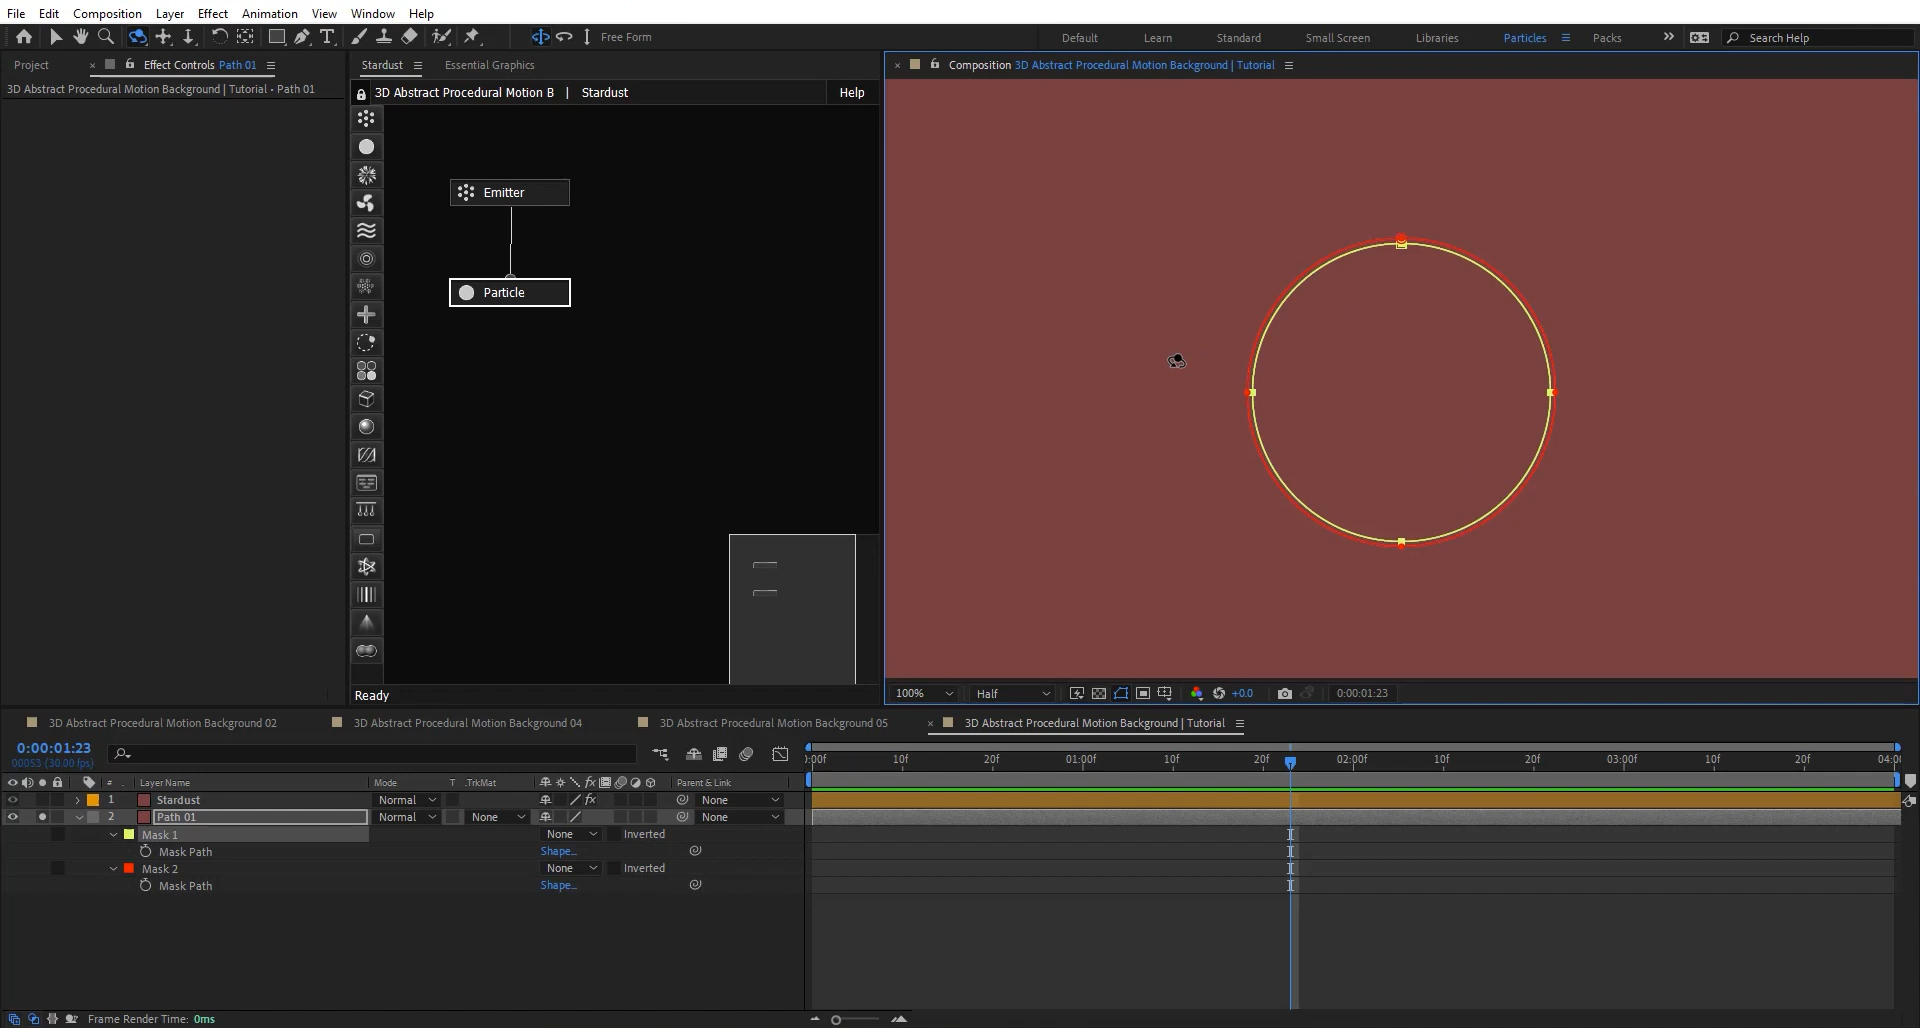 File Edit Composition Layer Effect Animation View Window Help
Free Form Default Learn Standard Small Screen Libraries Particles Packs Search Help
Project Effect Controls Path 01
3D Abstract Procedural Motion Background | Tutorial • Path 01
Stardust Essential Graphics
3D Abstract Procedural Motion B | Stardust Help
Emitter
Particle
Ready
Composition 3D Abstract Procedural Motion Background | Tutorial
100% Half +0.0 0:00:01:23
3D Abstract Procedural Motion Background 02 3D Abstract Procedural Motion Background 04 3D Abstract Procedural Motion Background 05 3D Abstract Procedural Motion Background | Tutorial
0:00:01:23
00053 (30.00 fps)
):00f 10f 20f 01:00f 10f 20f 02:00f 10f 20f 03:00f 10f 20f 04:00
# Layer Name Mode T .TrkMat fx Parent & Link
1 Stardust Normal fx None
2 Path 01 Normal None None
Mask 1 None Inverted
Mask Path Shape...
Mask 2 None Inverted
Mask Path Shape...
Frame Render Time: 0ms